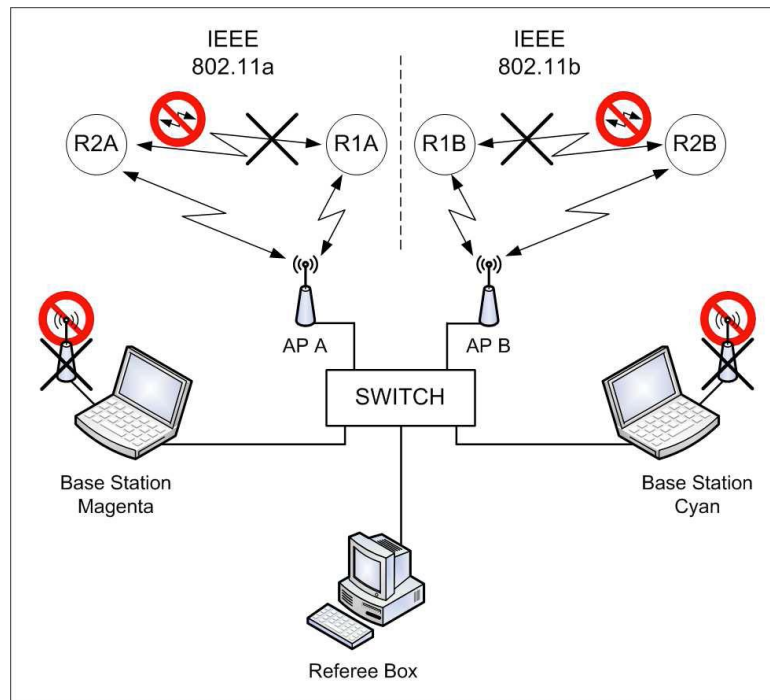 IEEE
802.11a
IEEE
802.11b
R2A
R1A
R1B
R2B
AP A
AP B
SWITCH
Base Station
Magenta
Base Station
Cyan
Referee Box